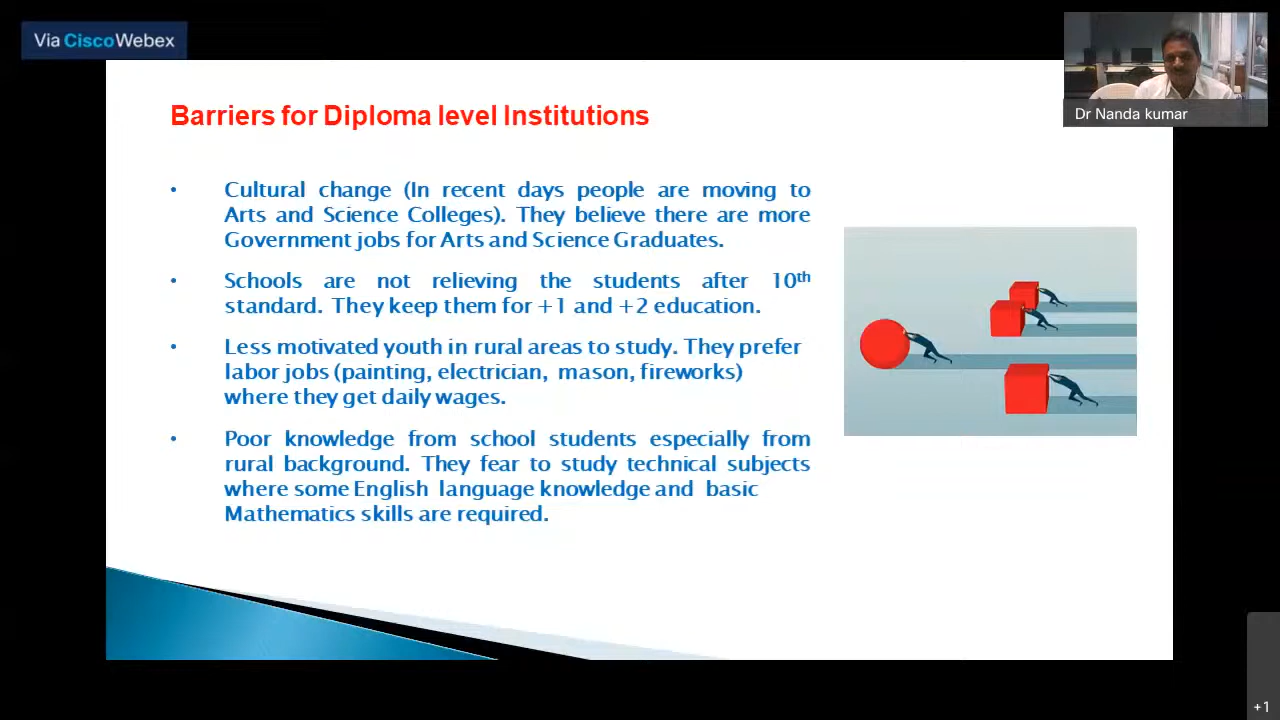 Via Cisco Webex
Dr Nanda kumar
Barriers for Diploma level Institutions
• Cultural change (In recent days people are moving to
Arts and Science Colleges). They believe there are more
Government jobs for Arts and Science Graduates.
• Schools are not relieving the students after 10th
standard. They keep them for +1 and +2 education.
• Less motivated youth in rural areas to study. They prefer
labor jobs (painting, electrician, mason, fireworks)
where they get daily wages.
• Poor knowledge from school students especially from
rural background. They fear to study technical subjects
where some English language knowledge and basic
Mathematics skills are required.
+1